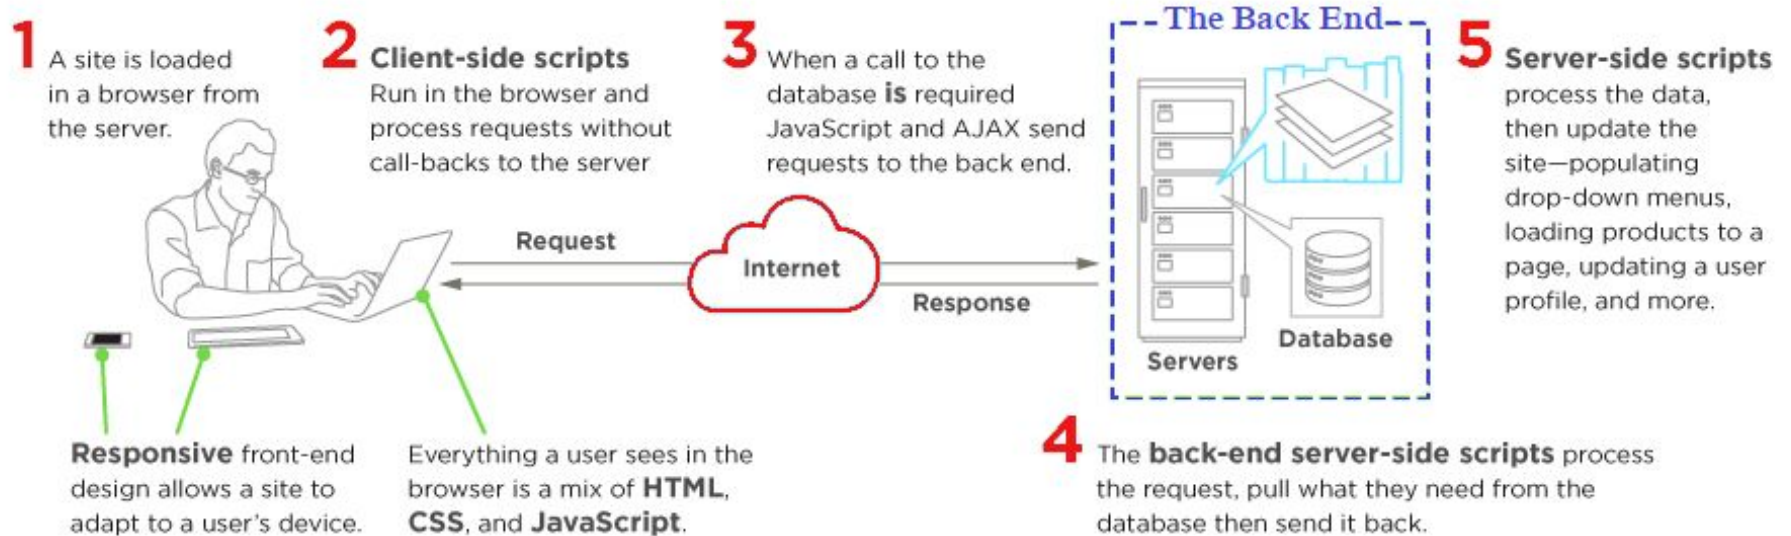 1 A site is loaded
in a browser from
the server.
2 Client-side scripts
Run in the browser and
process requests without
call-backs to the server
3 When a call to the
database is required
JavaScript and AJAX send
requests to the back end.
The Back End
5 Server-side scripts
process the data,
then update the
site—populating
drop-down menus,
loading products to a
page, updating a user
profile, and more.
Request
Internet
Response
Database
Servers
Responsive front-end
design allows a site to
adapt to a user's device.
Everything a user sees in the
browser is a mix of HTML,
CSS, and JavaScript.
4 The back-end server-side scripts process
the request, pull what they need from the
database then send it back.